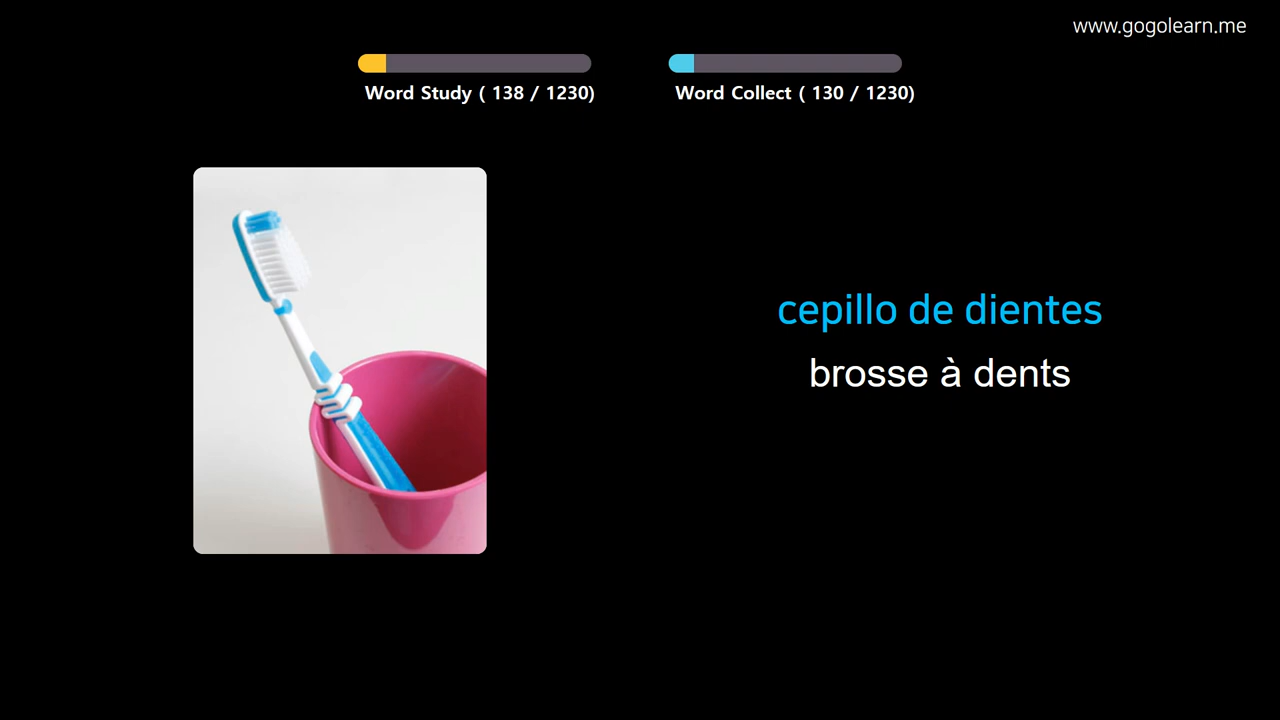 www.gogolearn.me
Word Study ( 138 / 1230)
Word Collect ( 130 / 1230)
cepillo de dientes
brosse à dents